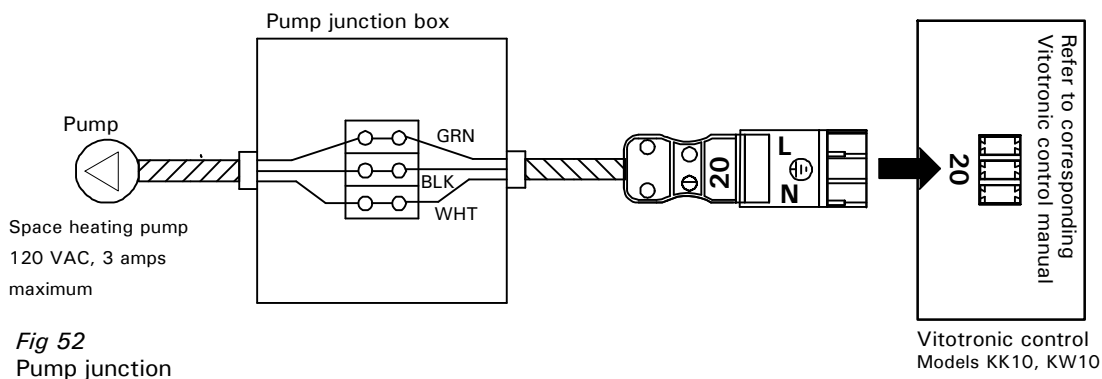 Pump junction box
Pump
GRN
BLK
WHT
Space heating pump
120 VAC, 3 amps
maximum
20
L
N
20
Refer to corresponding
Vitotronic control manual
Vitotronic control
Models KK10, KW10
Fig 52
Pump junction